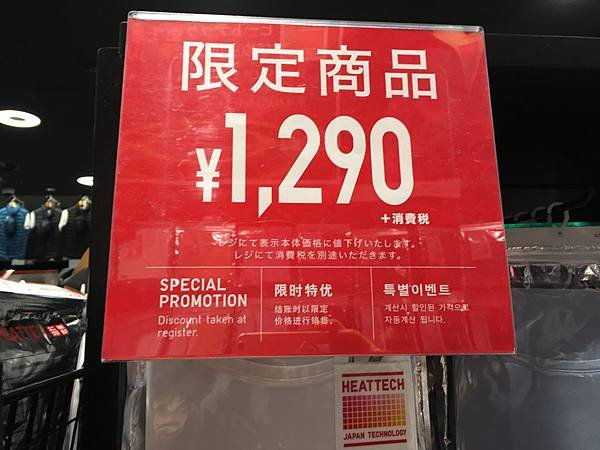 限定商品
¥1,290
+消費税
レジにて表示本体価格に値下げいたします。
レジにて消費税を別途いただきます。
SPECIAL
PROMOTION
Discount taken at
register.
限时特优
结账时以限定
价格进行销售。
특별이벤트
계산시 할인된 가격으로
자동계산 됩니다.
HEATTECH
JAPAN TECHNOLOGY